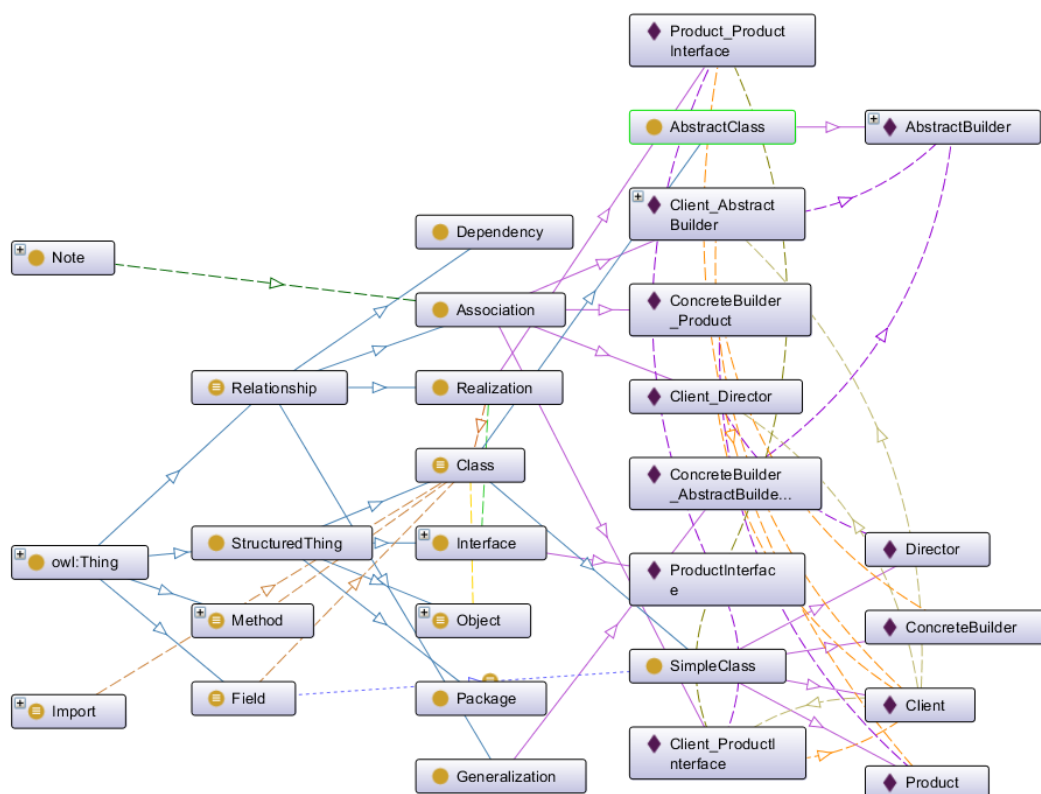 Product_Product
Interface
AbstractClass
AbstractBuilder
Client_Abstract
Builder
Dependency
Note
Association
ConcreteBuilder
_Product
Relationship
Realization
Client_Director
Class
ConcreteBuilder
_AbstractBuilde...
owl:Thing
StructuredThing
Interface
Director
ProductInterfac
e
Method
Object
ConcreteBuilder
SimpleClass
Import
Field
Package
Client
Client_ProductI
nterface
Generalization
Product